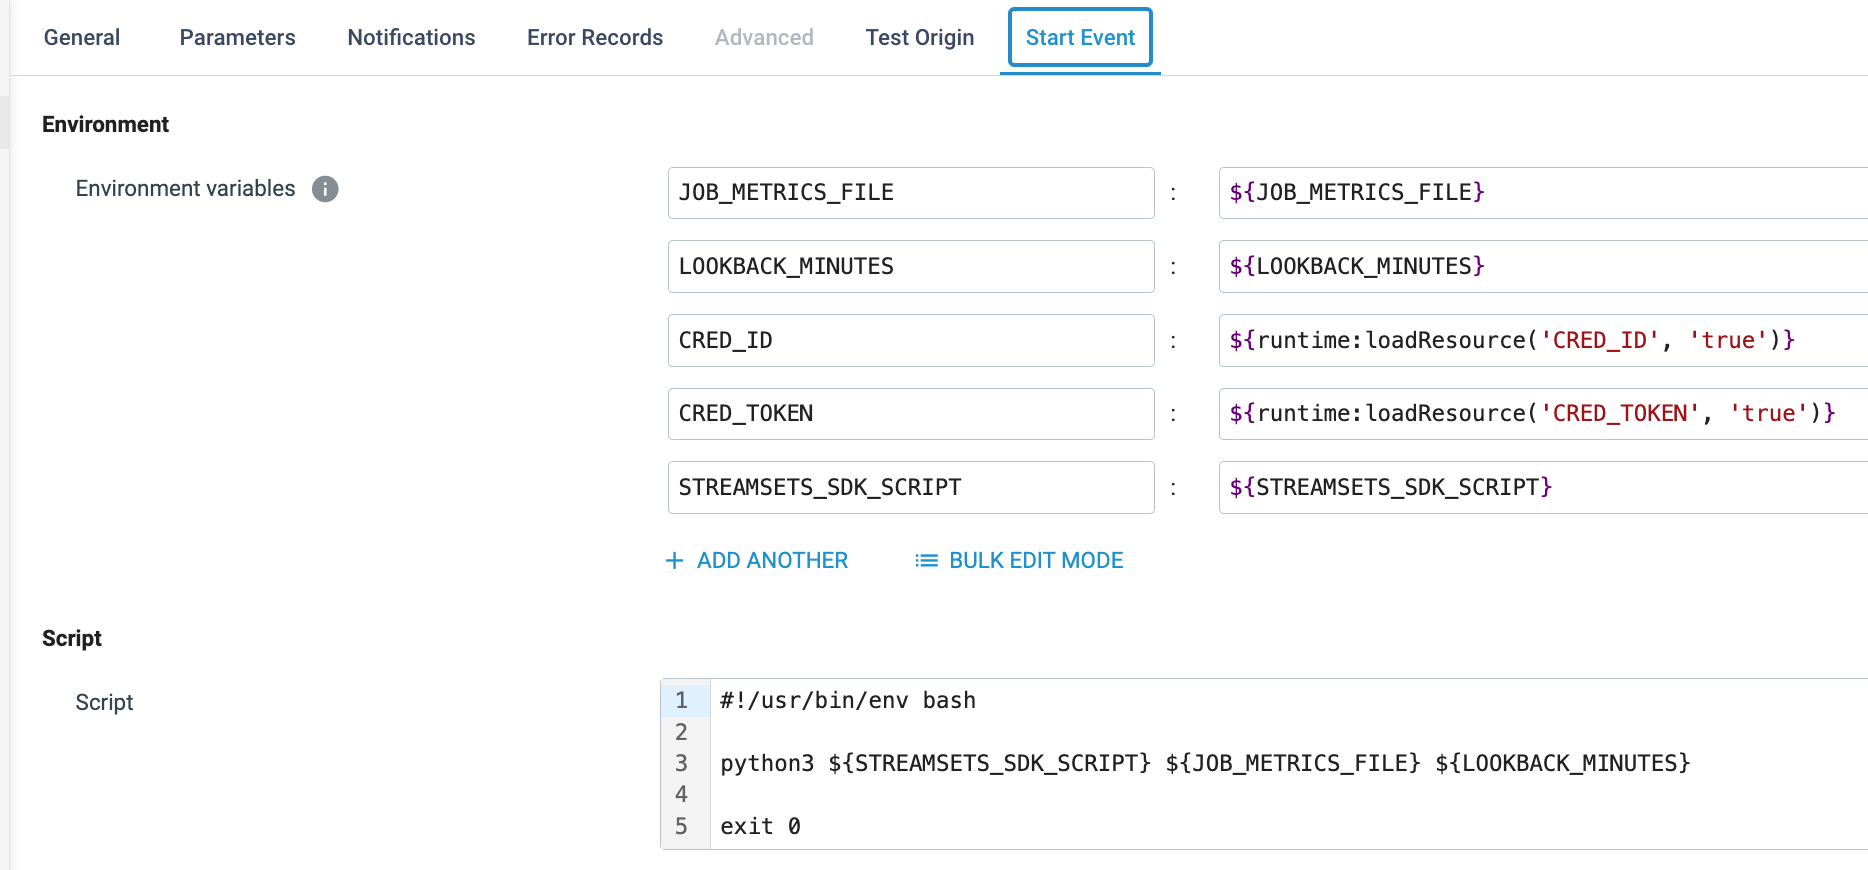 General Parameters Notifications Error Records Advanced Test Origin Start Event
Environment
Environment variables i
JOB_METRICS_FILE : ${JOB_METRICS_FILE}
LOOKBACK_MINUTES : ${LOOKBACK_MINUTES}
CRED_ID : ${runtime:loadResource('CRED_ID', 'true')}
CRED_TOKEN : ${runtime:loadResource('CRED_TOKEN', 'true')}
STREAMSETS_SDK_SCRIPT : ${STREAMSETS_SDK_SCRIPT}
+ ADD ANOTHER BULK EDIT MODE
Script
Script
1 #!/usr/bin/env bash
2
3 python3 ${STREAMSETS_SDK_SCRIPT} ${JOB_METRICS_FILE} ${LOOKBACK_MINUTES}
4
5 exit 0